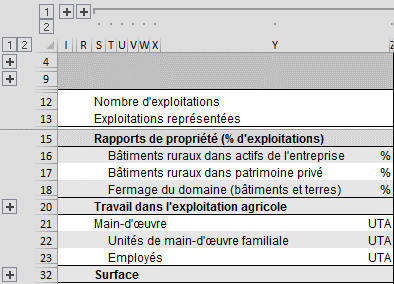 1
2
1 2
I R S T U V W X Y Z
4
9
12 Nombre d'exploitations
13 Exploitations représentées
15 Rapports de propriété (% d'exploitations)
16 Bâtiments ruraux dans actifs de l'entreprise %
17 Bâtiments ruraux dans patrimoine privé %
18 Fermage du domaine (bâtiments et terres) %
20 Travail dans l'exploitation agricole
21 Main-d'œuvre UTA
22 Unités de main-d'œuvre familiale UTA
23 Employés UTA
32 Surface